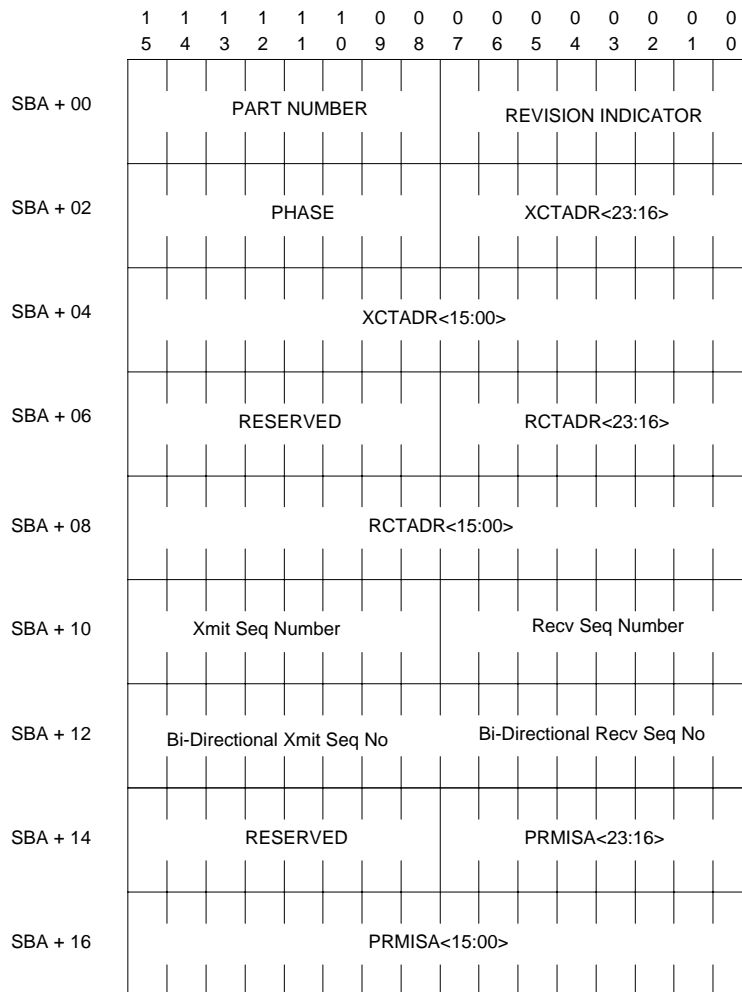 1 1 1 1 1 1 0 0 0 0 0 0 0 0 0 0
5 4 3 2 1 0 9 8 7 6 5 4 3 2 1 0
SBA + 00 PART NUMBER REVISION INDICATOR
SBA + 02 PHASE XCTADR<23:16>
SBA + 04 XCTADR<15:00>
SBA + 06 RESERVED RCTADR<23:16>
SBA + 08 RCTADR<15:00>
SBA + 10 Xmit Seq Number Recv Seq Number
SBA + 12 Bi-Directional Xmit Seq No Bi-Directional Recv Seq No
SBA + 14 RESERVED PRMISA<23:16>
SBA + 16 PRMISA<15:00>